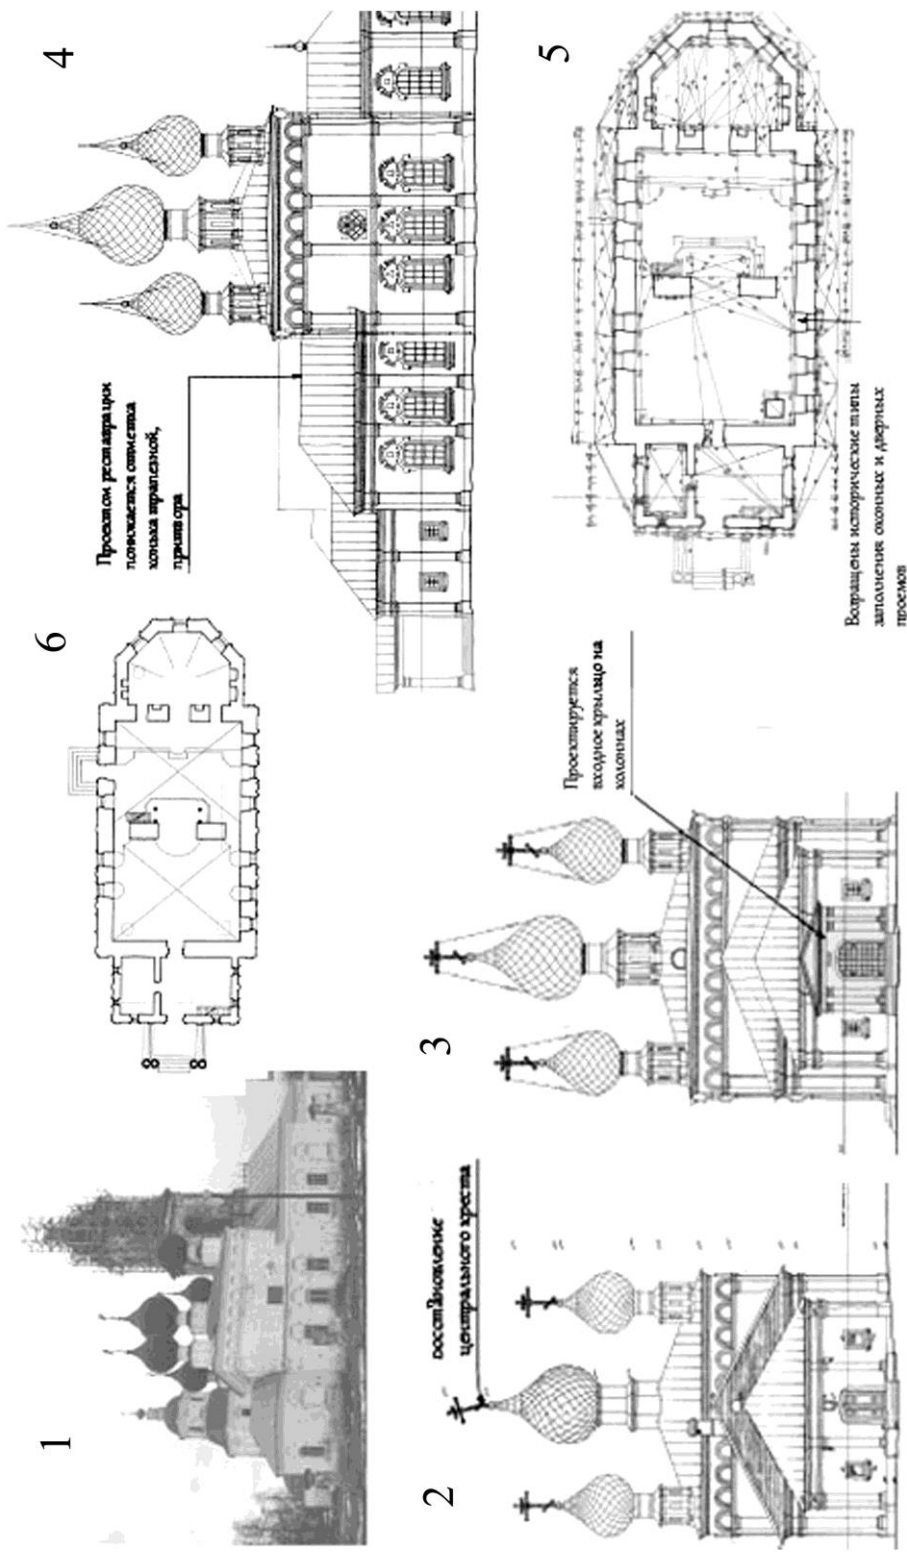 1
6
4
Проектом реставрации
понижается отметка
конька трапезной,
притвора
2
восстановление
центрального креста
3
Проектируется
входное крыльцо на
колоннах
5
Возращены исторические типы
заполнения оконных и дверных
проемов